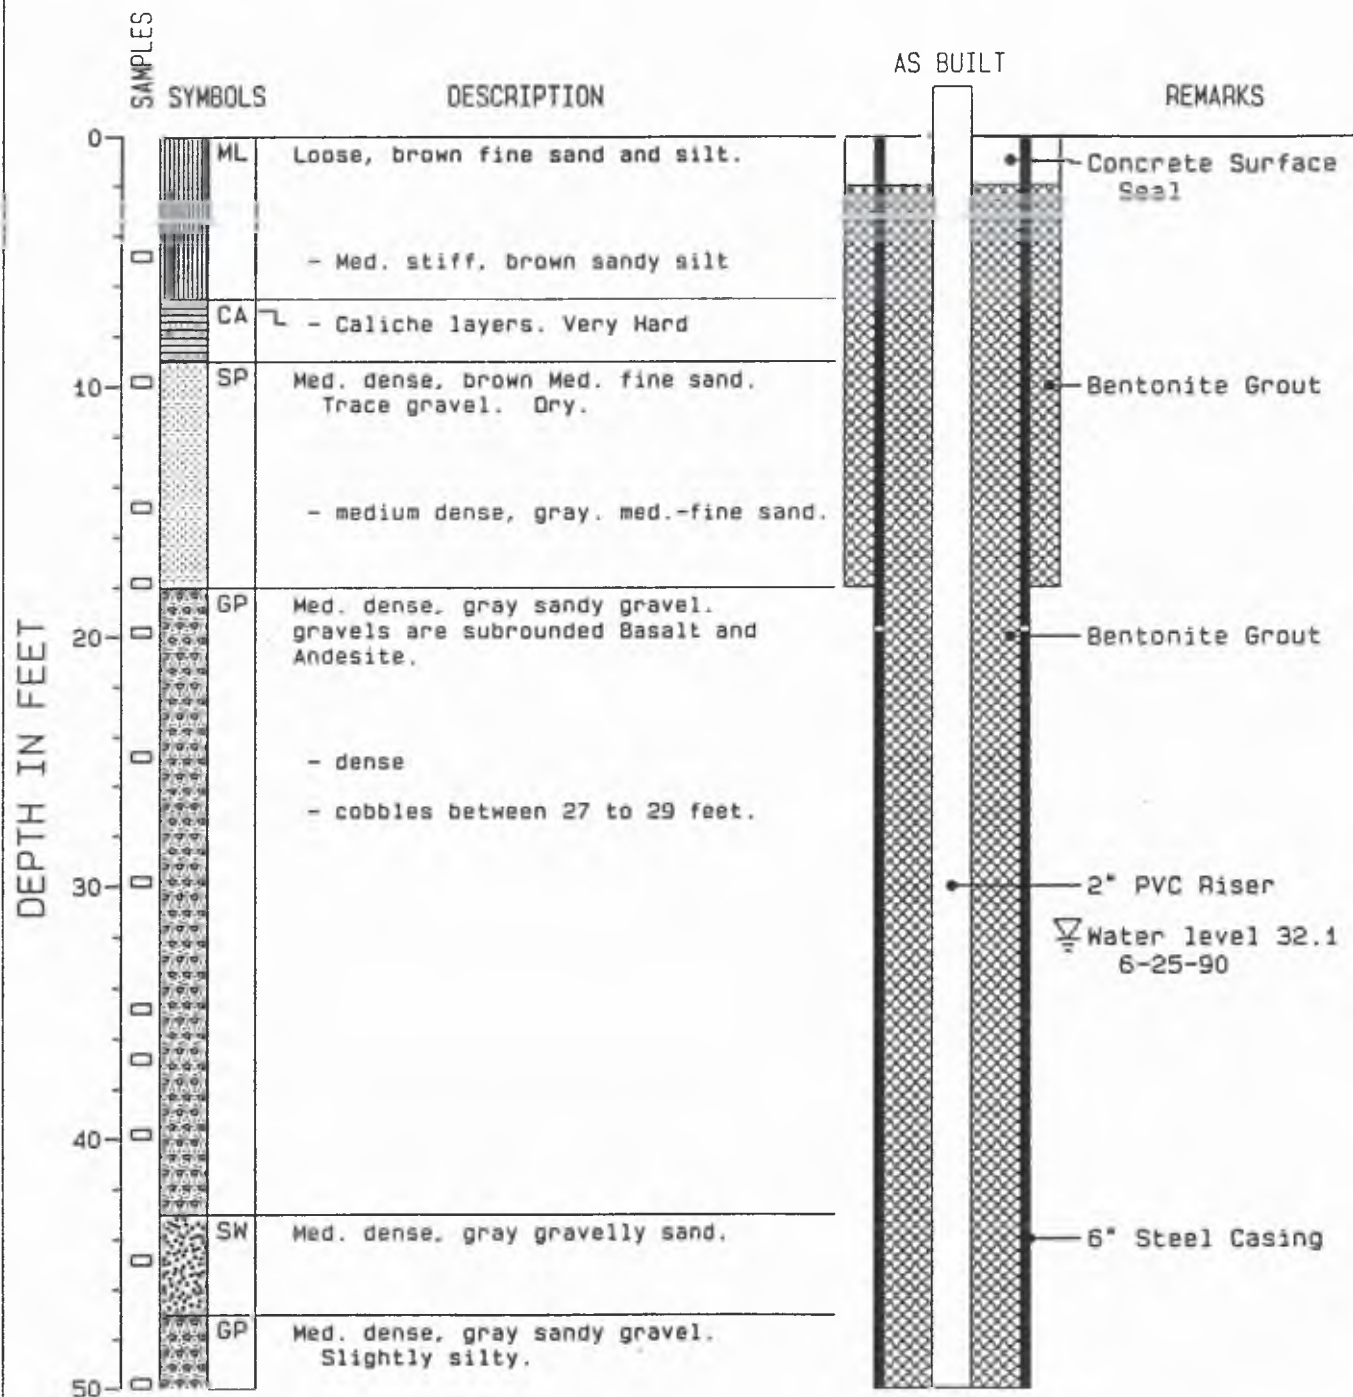 SAMPLES
SYMBOLS
DESCRIPTION
AS BUILT
REMARKS
DEPTH IN FEET
0
ML
Loose, brown fine sand and silt.
Concrete Surface
Seal
- Med. stiff, brown sandy silt
CA
- Caliche layers. Very Hard
10
SP
Med. dense, brown Med. fine sand.
Trace gravel. Dry.
Bentonite Grout
- medium dense, gray. med.-fine sand.
GP
Med. dense, gray sandy gravel.
gravels are subrounded Basalt and
Andesite.
20
Bentonite Grout
- dense
- cobbles between 27 to 29 feet.
30
2" PVC Riser
Water level 32.1
6-25-90
40
SW
Med. dense, gray gravelly sand.
6" Steel Casing
GP
Med. dense, gray sandy gravel.
Slightly silty.
50